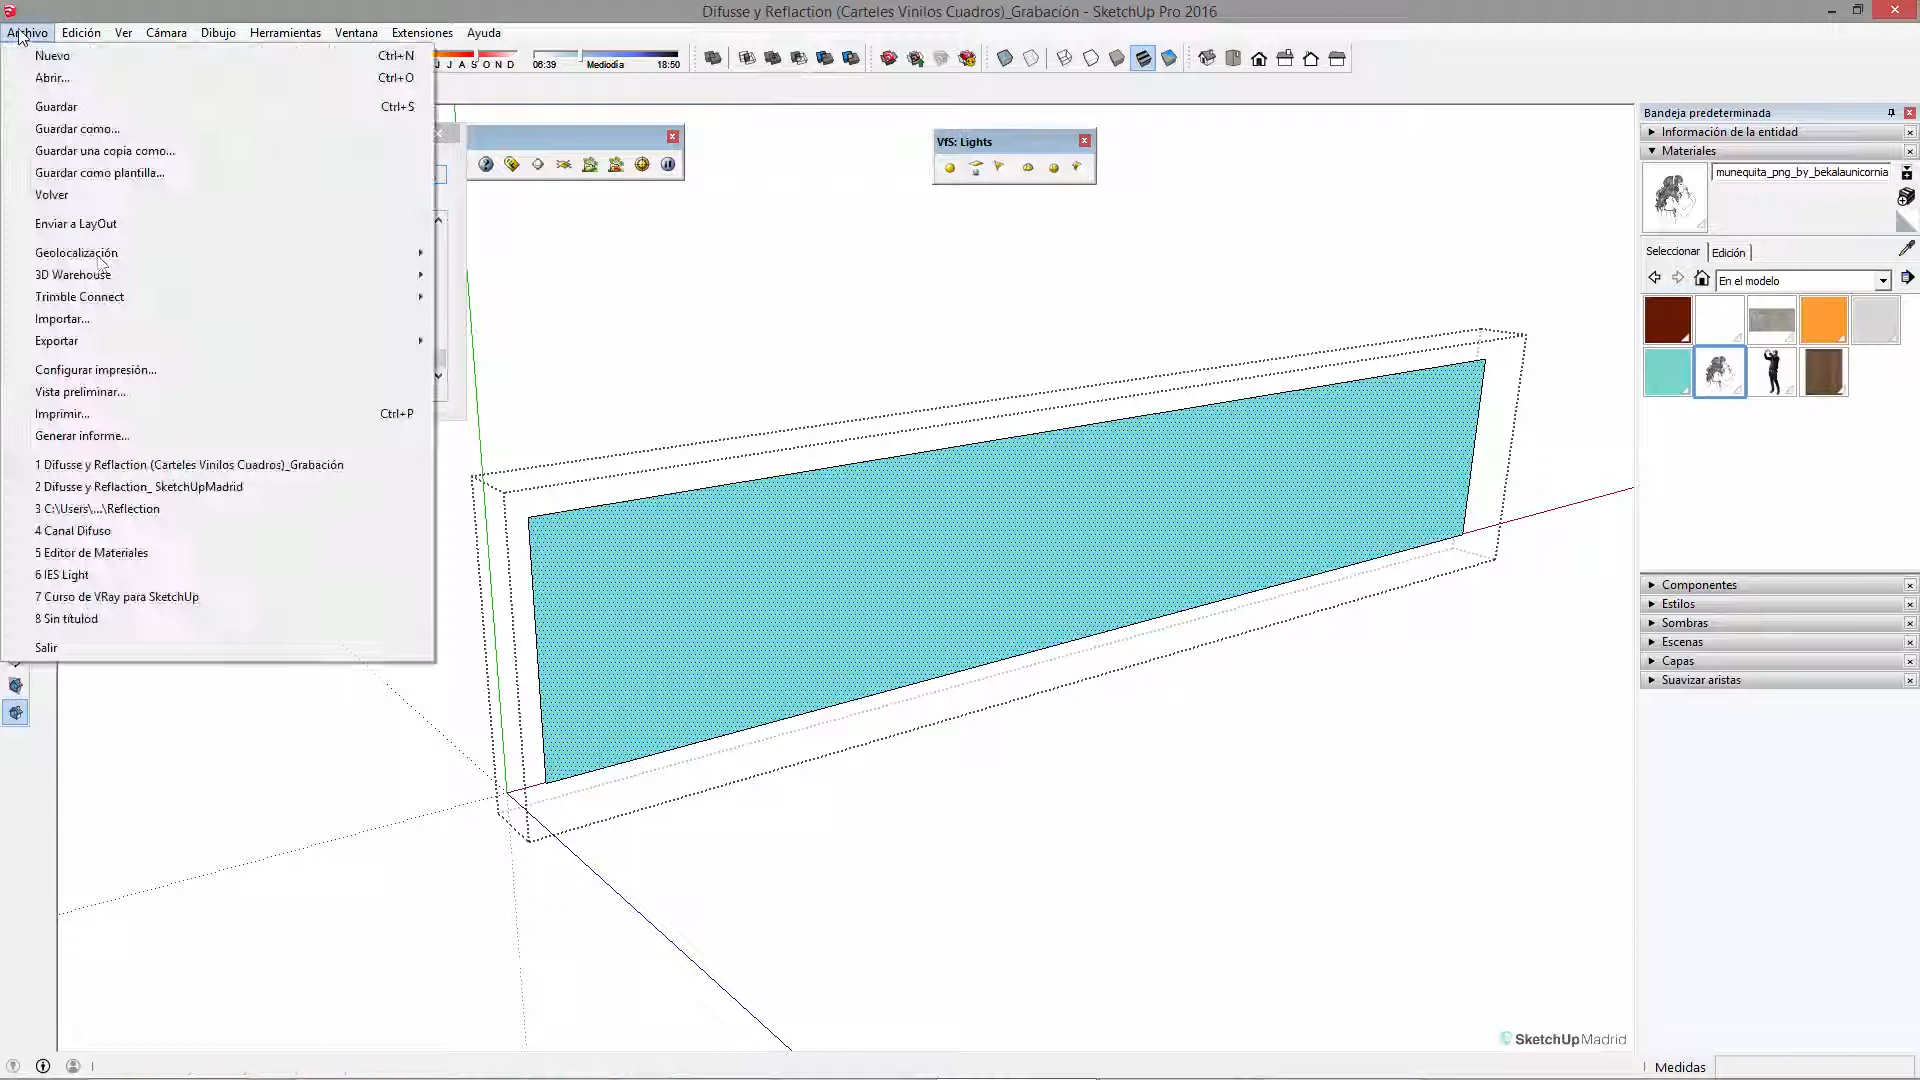 Difusse y Reflaction (Carteles Vinilos Cuadros)_Grabación - SketchUp Pro 2016
Archivo Edición Ver Cámara Dibujo Herramientas Ventana Extensiones Ayuda
Nuevo Ctrl+N
Abrir... Ctrl+O
Guardar Ctrl+S
Guardar como...
Guardar una copia como...
Guardar como plantilla...
Volver
Enviar a LayOut
Geolocalización
3D Warehouse
Trimble Connect
Importar...
Exportar
Configurar impresión...
Vista preliminar...
Imprimir... Ctrl+P
Generar informe...
1 Difusse y Reflaction (Carteles Vinilos Cuadros)_Grabación
2 Difusse y Reflaction_ SketchUpMadrid
3 C:\Users\...\Reflection
4 Canal Difuso
5 Editor de Materiales
6 IES Light
7 Curso de VRay para SketchUp
8 Sin títulod
Salir
J A S O N D 06:39 Mediodía 18:50
VfS: Lights
Bandeja predeterminada
Información de la entidad
Materiales
munequita_png_by_bekalaunicornia
Seleccionar Edición
En el modelo
Componentes
Estilos
Sombras
Escenas
Capas
Suavizar aristas
SketchUpMadrid
Medidas